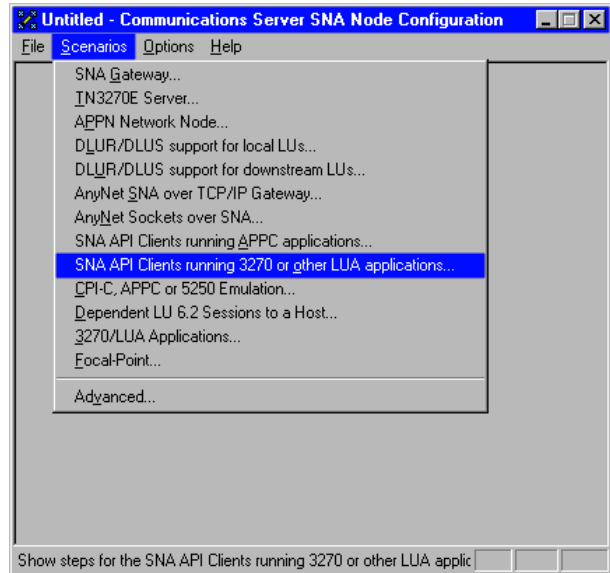 Untitled - Communications Server SNA Node Configuration
File Scenarios Options Help
SNA Gateway...
TN3270E Server...
APPN Network Node...
DLUR/DLUS support for local LUs...
DLUR/DLUS support for downstream LUs...
AnyNet SNA over TCP/IP Gateway...
AnyNet Sockets over SNA...
SNA API Clients running APPC applications...
SNA API Clients running 3270 or other LUA applications...
CPI-C, APPC or 5250 Emulation...
Dependent LU 6.2 Sessions to a Host...
3270/LUA Applications...
Focal-Point...
Advanced...
Show steps for the SNA API Clients running 3270 or other LUA applic